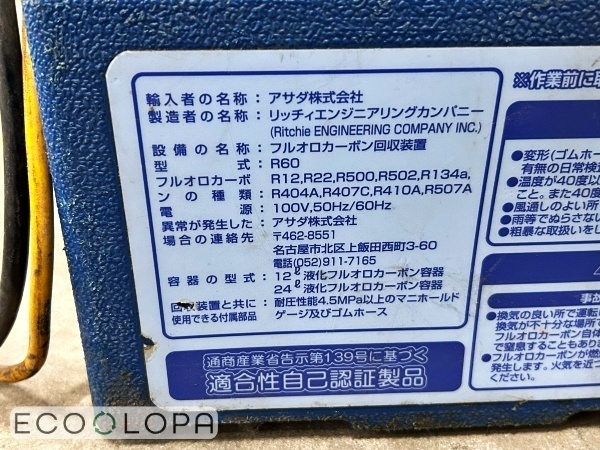 輸入者の名称：アサダ株式会社
製造者の名称：リッチィエンジニアリングカンパニー
(Ritchie ENGINEERING COMPANY INC.)
設備の名称：フルオロカーボン回収装置
型式：R60
フルオロカーボンの種類：R12,R22,R500,R502,R134a,
R404A,R407C,R410A,R507A
電源：100V,50Hz/60Hz
異常が発生した場合の連絡先：アサダ株式会社
〒462-8551
名古屋市北区上飯田西町3-60
電話(052)911-7165
容器の型式：12ℓ液化フルオロカーボン容器
24ℓ液化フルオロカーボン容器
回収装置と共に使用できる付属部品：耐圧性能4.5MPa以上のマニホールド
ゲージ及びゴムホース
通商産業省告示第139号に基づく
適合性自己認証製品
※作業前に
●変形(ゴムホー
有無の日常検
●温度が40度以
こと。また40度
●風通しのよい所
●雨等でぬらさない
●粗暴な取扱いをし
事故
●換気の良い所で運転
換気が不十分な場所で
フルオロカーボン自体
で窒息することもあり
●フルオロカーボンが燃
発生します。火気を近づ
ください。
ECOOLOPA